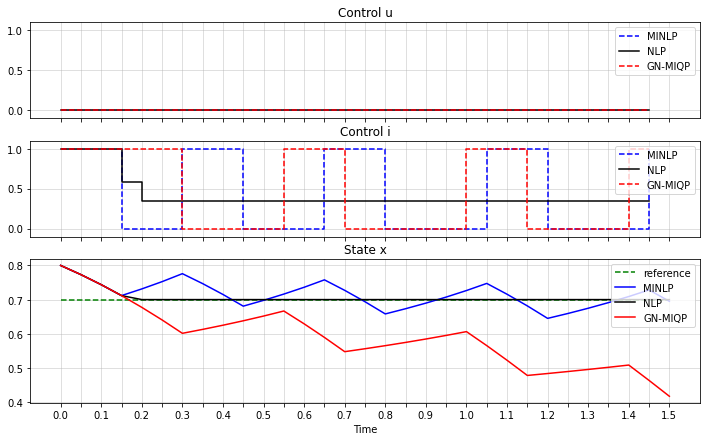 Control u
1.0
0.5
0.0
MINLP
NLP
GN-MIQP
Control i
1.0
0.5
0.0
MINLP
NLP
GN-MIQP
State x
0.8
0.7
0.6
0.5
0.4
reference
MINLP
NLP
GN-MIQP
0.0 0.1 0.2 0.3 0.4 0.5 0.6 0.7 0.8 0.9 1.0 1.1 1.2 1.3 1.4 1.5
Time